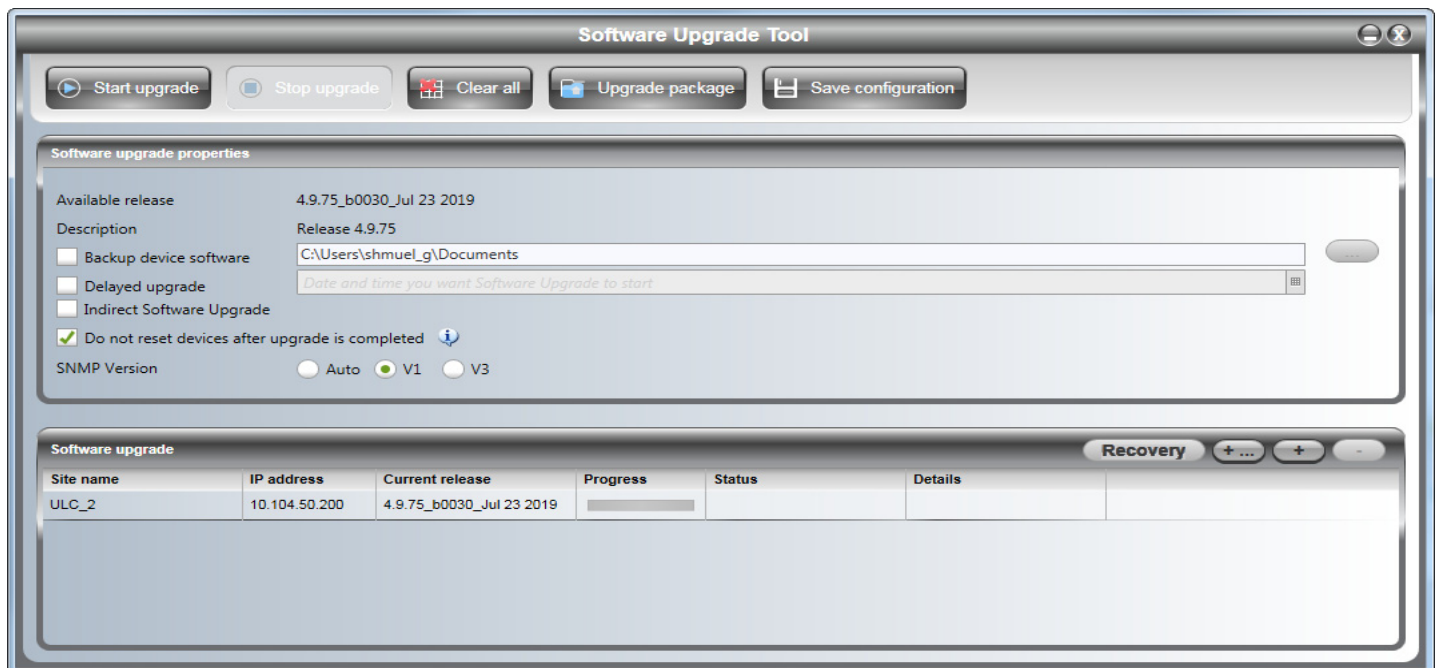 Software Upgrade Tool
Start upgrade Stop upgrade Clear all Upgrade package Save configuration
Software upgrade properties
Available release 4.9.75_b0030_Jul 23 2019
Description Release 4.9.75
Backup device software C:\Users\shmuel_g\Documents ...
Delayed upgrade Date and time you want Software Upgrade to start
Indirect Software Upgrade
Do not reset devices after upgrade is completed
SNMP Version Auto V1 V3
Software upgrade Recovery + ... + -
Site name IP address Current release Progress Status Details
ULC_2 10.104.50.200 4.9.75_b0030_Jul 23 2019